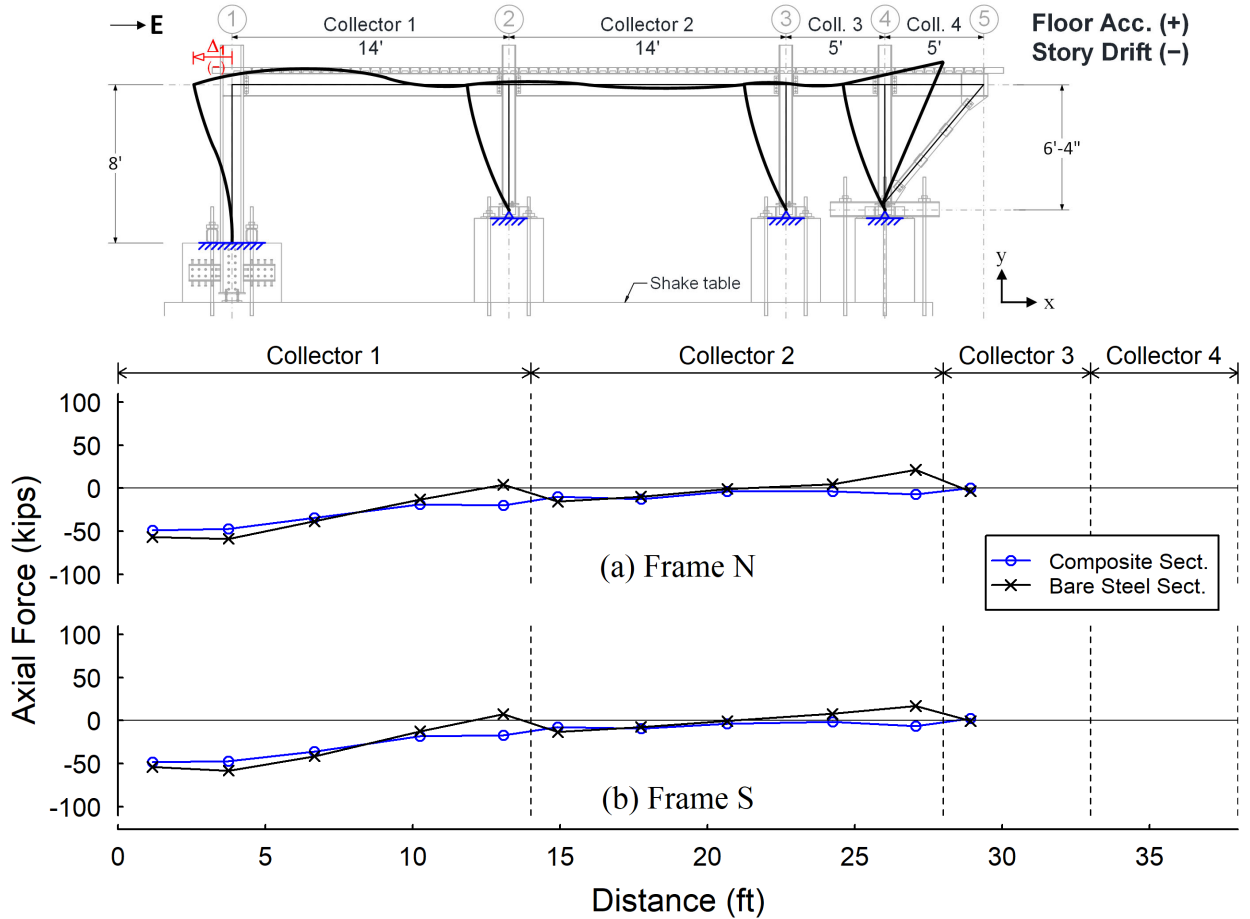 E
1 Collector 1 2 Collector 2 3 Coll. 3 4 Coll. 4 5
14' 14' 5' 5'
Floor Acc. (+)
Story Drift (−)
Δ1
(−)
8'
6'-4"
Shake table
y
x
Collector 1 Collector 2 Collector 3 Collector 4
Axial Force (kips)
100
50
0
-50
-100
(a) Frame N
Composite Sect.
Bare Steel Sect.
100
50
0
-50
-100
(b) Frame S
0 5 10 15 20 25 30 35
Distance (ft)